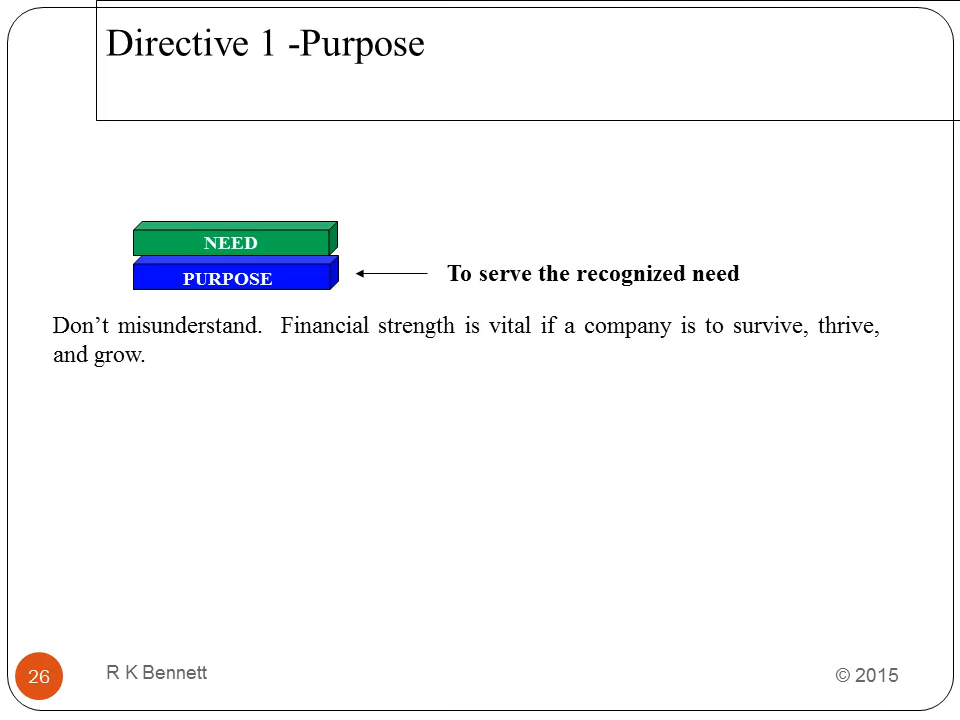 Directive 1 -Purpose
NEED
PURPOSE
To serve the recognized need
Don’t misunderstand.  Financial strength is vital if a company is to survive, thrive,
and grow.
26
R K Bennett
© 2015